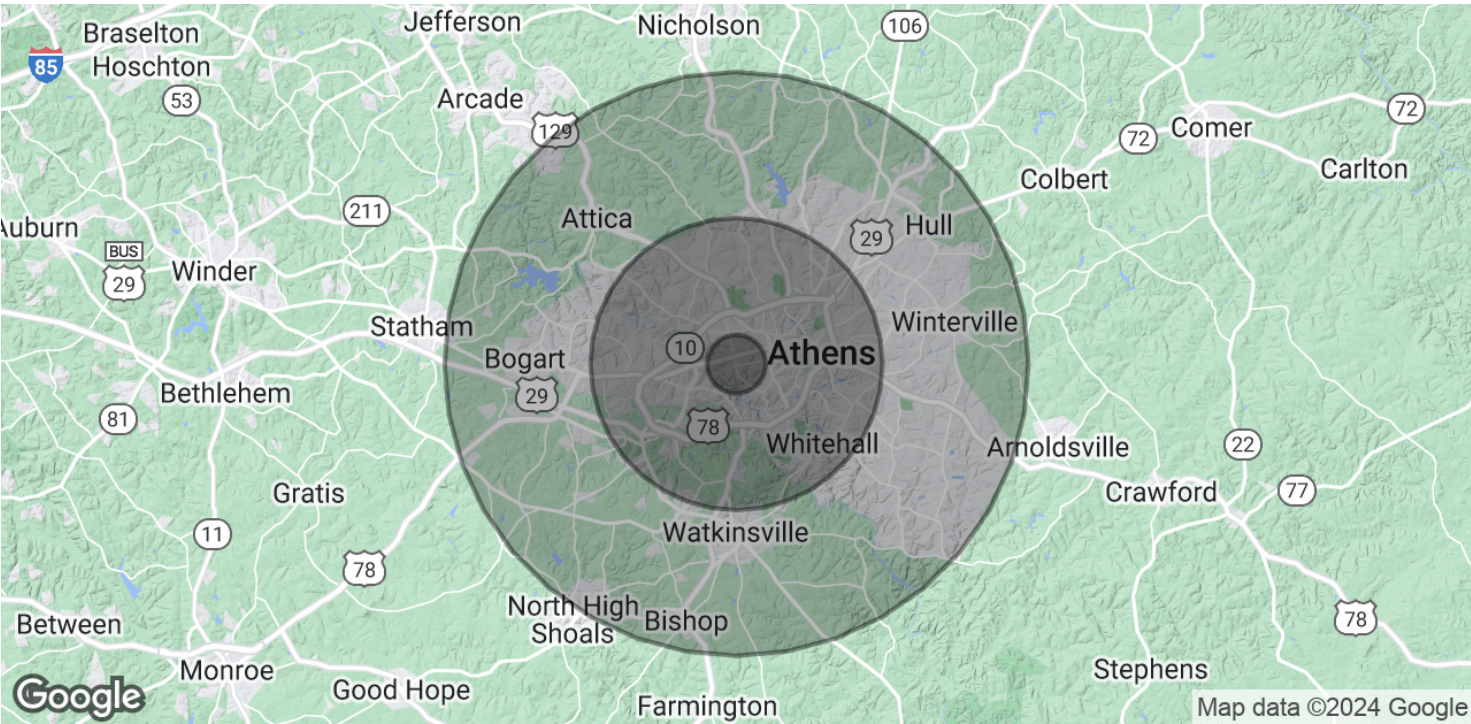 Jefferson
Nicholson
106
Braselton
85
Hoschton
53
Arcade
129
72
Comer
72
Carlton
Colbert
211
Attica
Hull
29
Auburn
BUS
29
Winder
Statham
Winterville
10
Athens
Bogart
29
Bethlehem
81
78
Whitehall
Arnoldsville
22
Gratis
Crawford
77
11
Watkinsville
78
North High
Shoals
Bishop
Between
78
Monroe
Good Hope
Stephens
Farmington
Google
Map data ©2024 Google